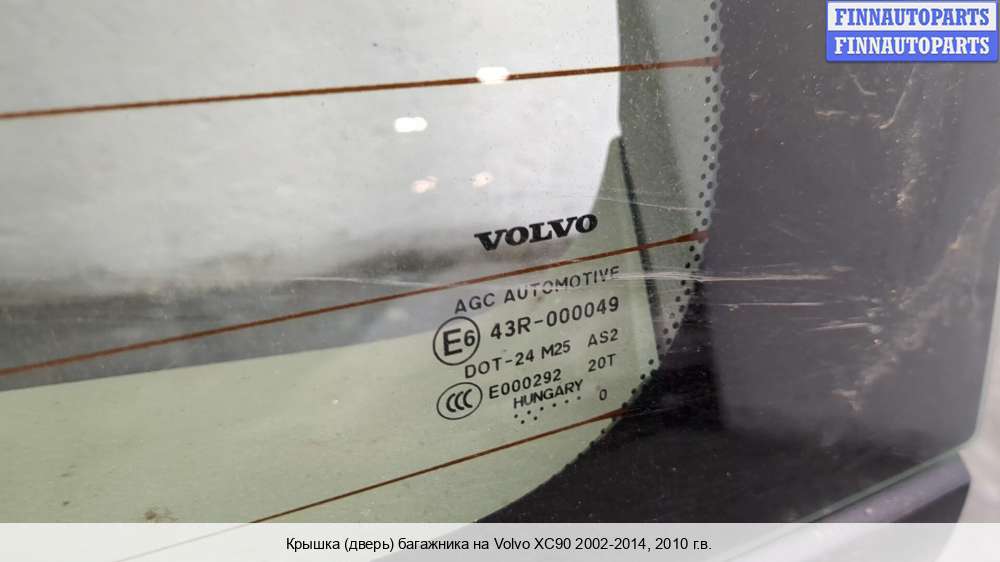 FINNAUTOPARTS
FINNAUTOPARTS
VOLVO
AGC AUTOMOTIVE
E6 43R-000049
DOT-24 M25 AS2
CCC E000292 20T
HUNGARY 0
Крышка (дверь) багажника на Volvo XC90 2002-2014, 2010 г.в.